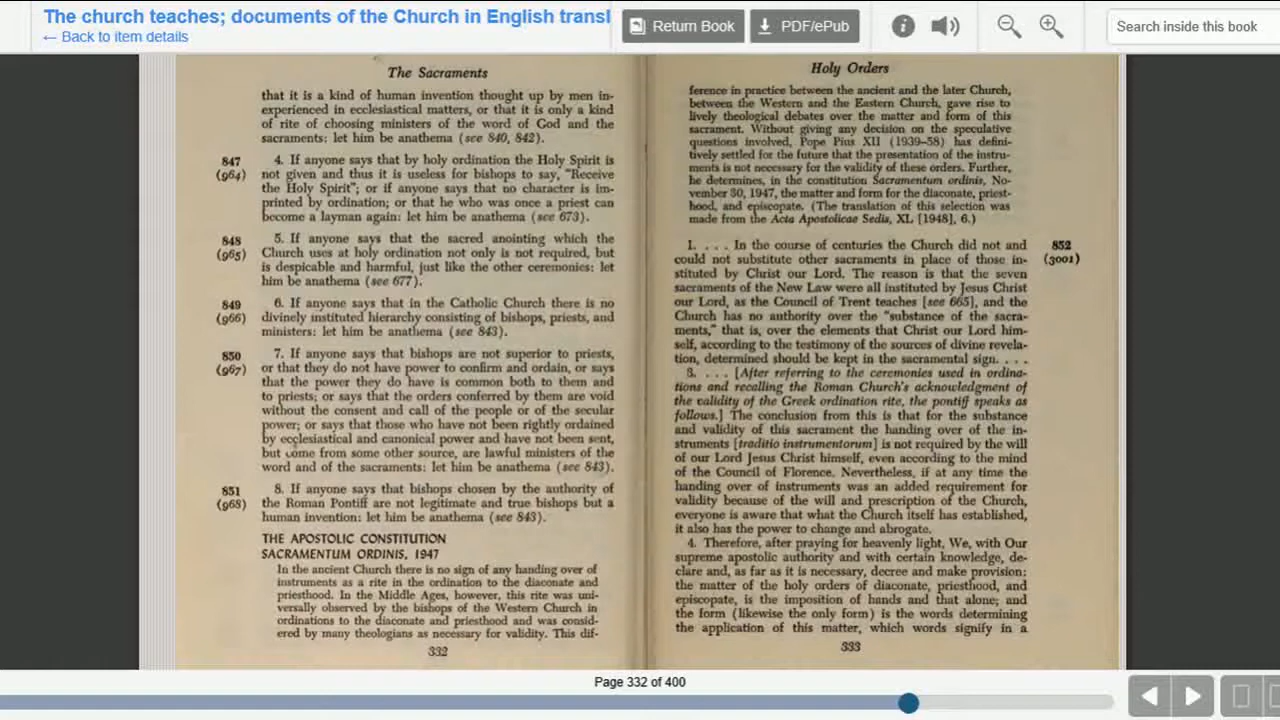 The church teaches; documents of the Church in English transl
← Back to item details
Return Book
PDF/ePub
Search inside this book
The Sacraments
that it is a kind of human invention thought up by men in-
experienced in ecclesiastical matters, or that it is only a kind
of rite of choosing ministers of the word of God and the
sacraments: let him be anathema (see 840, 842).
847
(964)
4. If anyone says that by holy ordination the Holy Spirit is
not given and thus it is useless for bishops to say, "Receive
the Holy Spirit"; or if anyone says that no character is im-
printed by ordination; or that he who was once a priest can
become a layman again: let him be anathema (see 673).
848
(965)
5. If anyone says that the sacred anointing which the
Church uses at holy ordination not only is not required, but
is despicable and harmful, just like the other ceremonies: let
him be anathema (see 677).
849
(966)
6. If anyone says that in the Catholic Church there is no
divinely instituted hierarchy consisting of bishops, priests, and
ministers: let him be anathema (see 843).
850
(967)
7. If anyone says that bishops are not superior to priests,
or that they do not have power to confirm and ordain, or says
that the power they do have is common both to them and
to priests; or says that the orders conferred by them are void
without the consent and call of the people or of the secular
power; or says that those who have not been rightly ordained
by ecclesiastical and canonical power and have not been sent,
but come from some other source, are lawful ministers of the
word and of the sacraments: let him be anathema (see 843).
851
(968)
8. If anyone says that bishops chosen by the authority of
the Roman Pontiff are not legitimate and true bishops but a
human invention: let him be anathema (see 843).
THE APOSTOLIC CONSTITUTION
SACRAMENTUM ORDINIS, 1947
In the ancient Church there is no sign of any handing over of
instruments as a rite in the ordination to the diaconate and
priesthood. In the Middle Ages, however, this rite was uni-
versally observed by the bishops of the Western Church in
ordinations to the diaconate and priesthood and was consid-
ered by many theologians as necessary for validity. This dif-
332
Holy Orders
ference in practice between the ancient and the later Church,
between the Western and the Eastern Church, gave rise to
lively theological debates over the matter and form of this
sacrament. Without giving any decision on the speculative
questions involved, Pope Pius XII (1939–58) has defini-
tively settled for the future that the presentation of the instru-
ments is not necessary for the validity of these orders. Further,
he determines, in the constitution Sacramentum ordinis, No-
vember 30, 1947, the matter and form for the diaconate, priest-
hood, and episcopate. (The translation of this selection was
made from the Acta Apostolicae Sedis, XL [1948], 6.)
1. . . . In the course of centuries the Church did not and
could not substitute other sacraments in place of those in-
stituted by Christ our Lord. The reason is that the seven
sacraments of the New Law were all instituted by Jesus Christ
our Lord, as the Council of Trent teaches [see 665], and the
Church has no authority over the "substance of the sacra-
ments," that is, over the elements that Christ our Lord him-
self, according to the testimony of the sources of divine revela-
tion, determined should be kept in the sacramental sign. . . .
852
(3001)
3. . . . [After referring to the ceremonies used in ordina-
tions and recalling the Roman Church's acknowledgment of
the validity of the Greek ordination rite, the pontiff speaks as
follows.] The conclusion from this is that for the substance
and validity of this sacrament the handing over of the in-
struments [traditio instrumentorum] is not required by the will
of our Lord Jesus Christ himself, even according to the mind
of the Council of Florence. Nevertheless, if at any time the
handing over of instruments was an added requirement for
validity because of the will and prescription of the Church,
everyone is aware that what the Church itself has established,
it also has the power to change and abrogate.
4. Therefore, after praying for heavenly light, We, with Our
supreme apostolic authority and with certain knowledge, de-
clare and, as far as it is necessary, decree and make provision:
the matter of the holy orders of diaconate, priesthood, and
episcopate, is the imposition of hands and that alone; and
the form (likewise the only form) is the words determining
the application of this matter, which words signify in a
333
Page 332 of 400